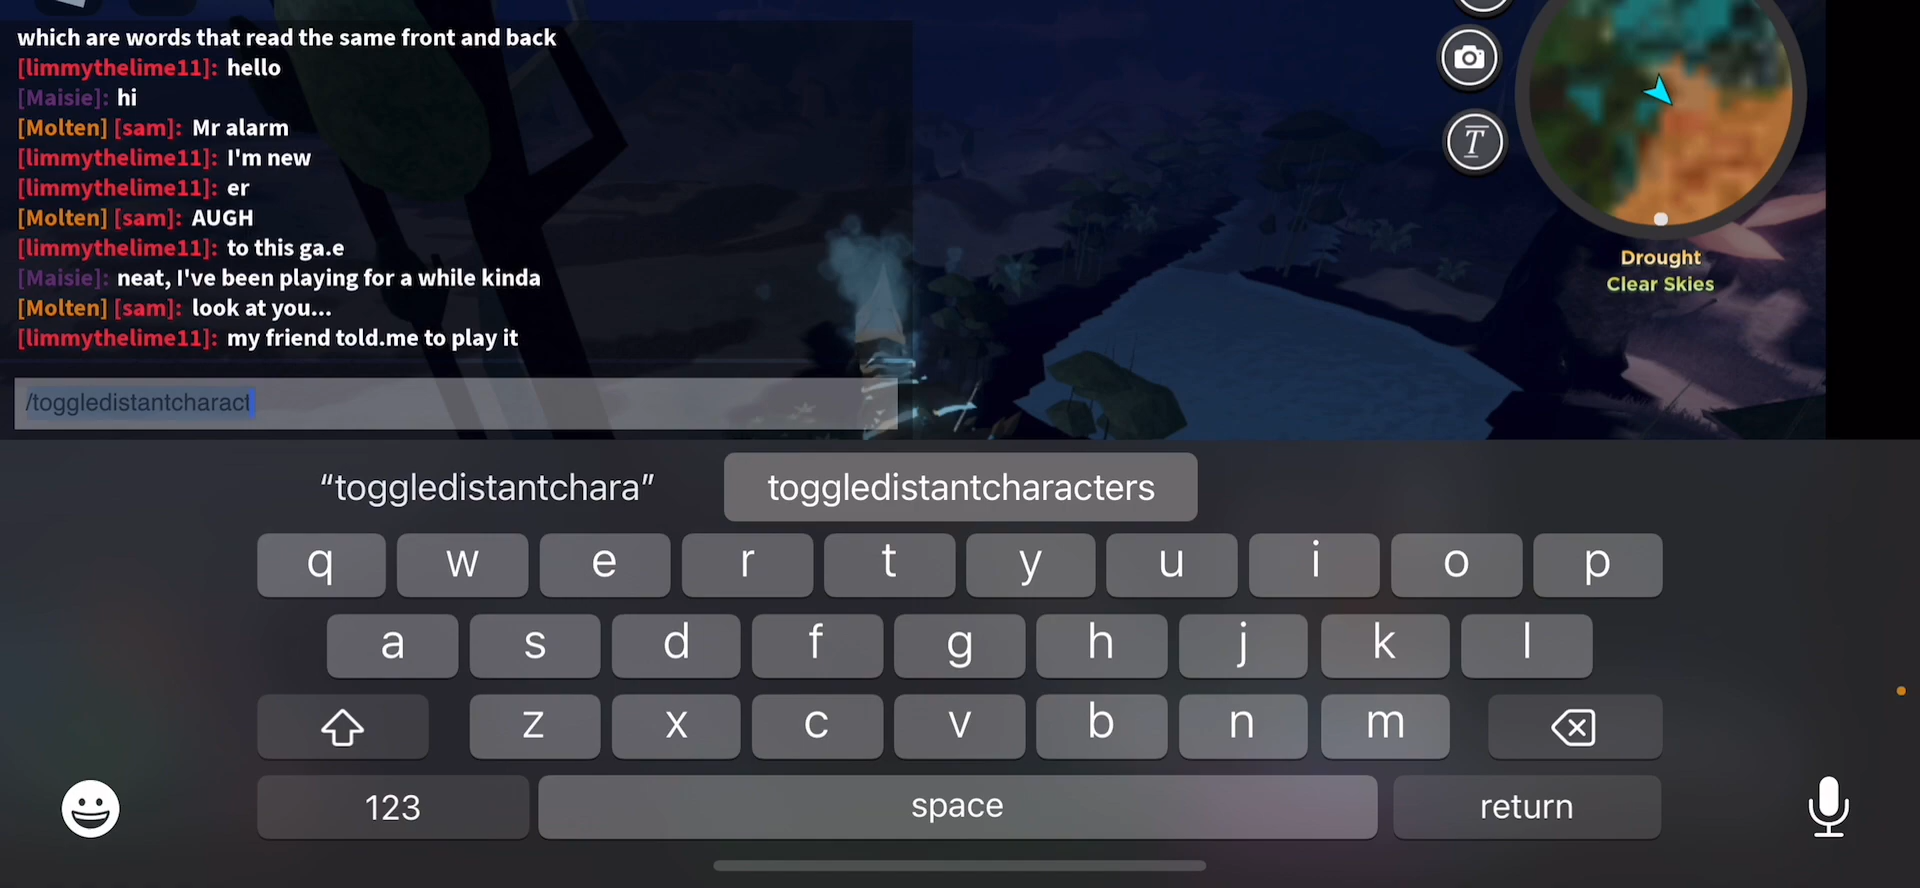 which are words that read the same front and back
[limmythelime11]: hello
[Maisie]: hi
[Molten] [sam]: Mr alarm
[limmythelime11]: I'm new
[limmythelime11]: er
[Molten] [sam]: AUGH
[limmythelime11]: to this ga.e
[Maisie]: neat, I've been playing for a while kinda
[Molten] [sam]: look at you...
[limmythelime11]: my friend told.me to play it
/toggledistantcharact
T
Drought
Clear Skies
“toggledistantchara” toggledistantcharacters
q w e r t y u i o p
a s d f g h j k l
z x c v b n m
123 space return